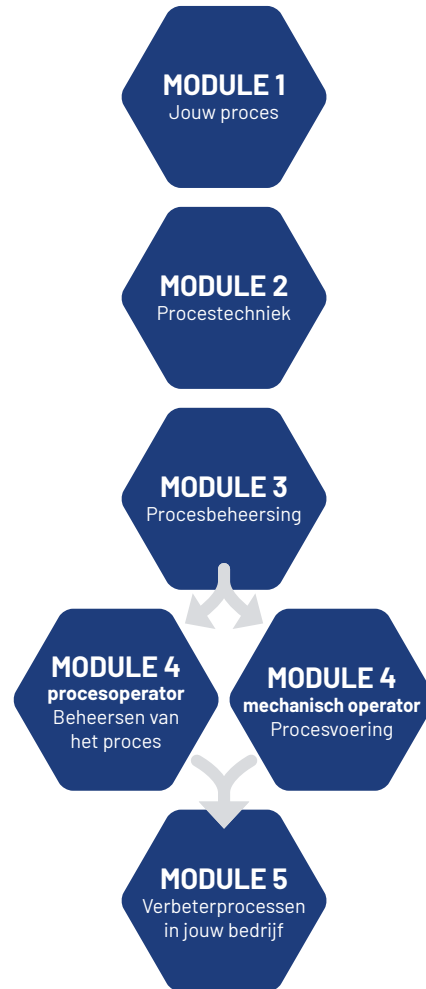 MODULE 1
Jouw proces
MODULE 2
Procestechniek
MODULE 3
Procesbeheersing
MODULE 4
procesoperator
Beheersen van
het proces
MODULE 4
mechanisch operator
Procesvoering
MODULE 5
Verbeterprocessen
in jouw bedrijf